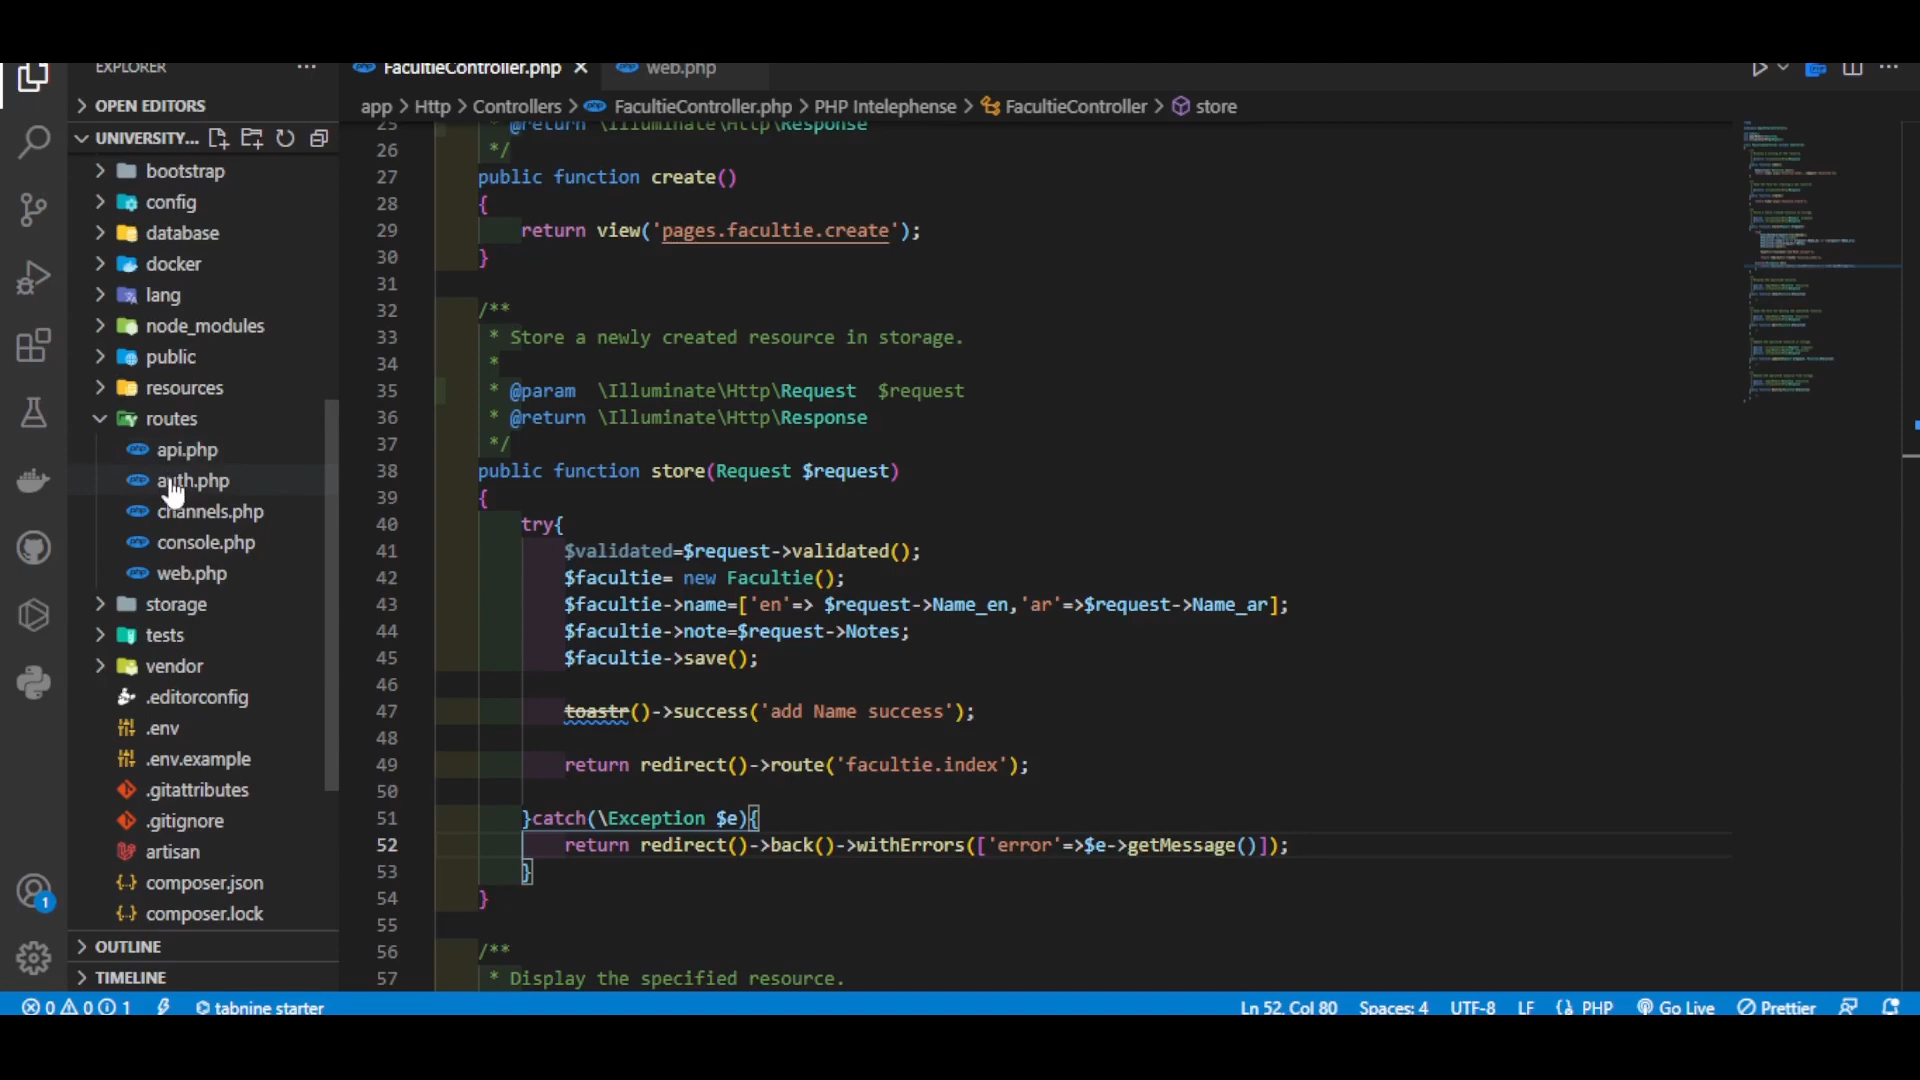 EXPLORER
OPEN EDITORS
UNIVERSITY...
bootstrap
config
database
docker
lang
node_modules
public
resources
routes
api.php
auth.php
channels.php
console.php
web.php
storage
tests
vendor
.editorconfig
.env
.env.example
.gitattributes
.gitignore
artisan
composer.json
composer.lock
OUTLINE
TIMELINE
1
FacultieController.php
web.php
app > Http > Controllers > FacultieController.php > PHP Intelephense > FacultieController > store
25 * @return \Illuminate\Http\Response
26 */
27 public function create()
28 {
29 return view('pages.facultie.create');
30 }
31
32 /**
33 * Store a newly created resource in storage.
34 *
35 * @param \Illuminate\Http\Request $request
36 * @return \Illuminate\Http\Response
37 */
38 public function store(Request $request)
39 {
40 try{
41 $validated=$request->validated();
42 $facultie= new Facultie();
43 $facultie->name=['en'=> $request->Name_en,'ar'=>$request->Name_ar];
44 $facultie->note=$request->Notes;
45 $facultie->save();
46
47 toastr()->success('add Name success');
48
49 return redirect()->route('facultie.index');
50
51 }catch(\Exception $e){
52 return redirect()->back()->withErrors(['error'=>$e->getMessage()]);
53 }
54 }
55
56 /**
57 * Display the specified resource.
0 0 1 tabnine starter
Ln 52, Col 80 Spaces: 4 UTF-8 LF PHP Go Live Prettier